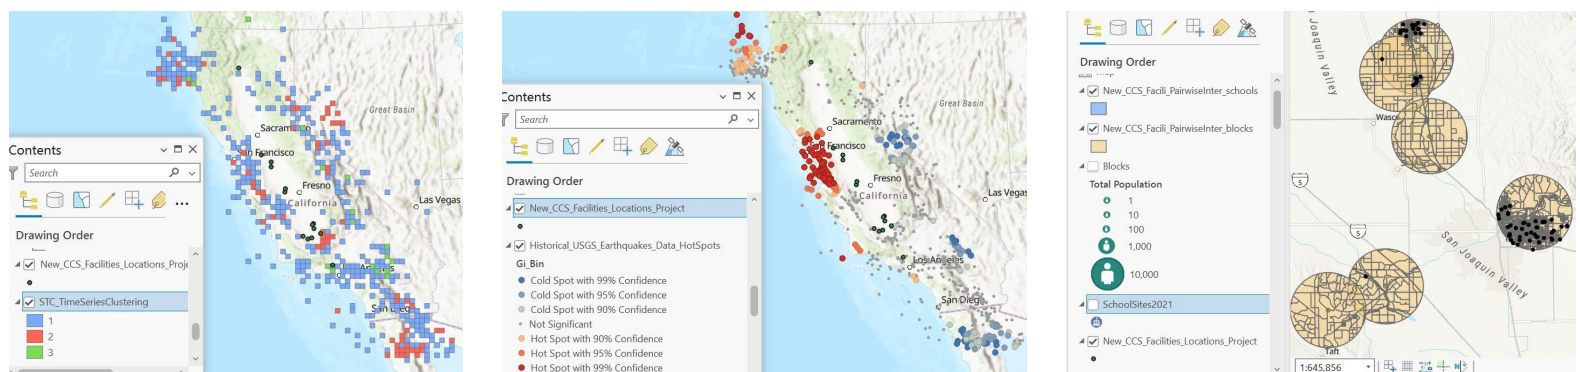 Great Basin
Sacram
San Francisco
Fresno
California
Las Vegas
Los Angeles
San Diego
Contents
Search
Drawing Order
New_CCS_Facilities_Locations_Proje
STC_TimeSeriesClustering
1
2
3
Great Basin
Sacramento
Francisco
Fresno
California
Las Vegas
Los Angeles
San Diego
Contents
Search
Drawing Order
New_CCS_Facilities_Locations_Project
Historical_USGS_Earthquakes_Data_HotSpots
Gi_Bin
Cold Spot with 99% Confidence
Cold Spot with 95% Confidence
Cold Spot with 90% Confidence
Not Significant
Hot Spot with 90% Confidence
Hot Spot with 95% Confidence
Hot Spot with 99% Confidence
Drawing Order
Map
New_CCS_Facili_PairwiseInter_schools
New_CCS_Facili_PairwiseInter_blocks
Blocks
Total Population
1
10
100
1,000
10,000
SchoolSites2021
New_CCS_Facilities_Locations_Project
Joaquin Valley
Wasco
5
5
San Joaquin Valley
Taft
1:645,856